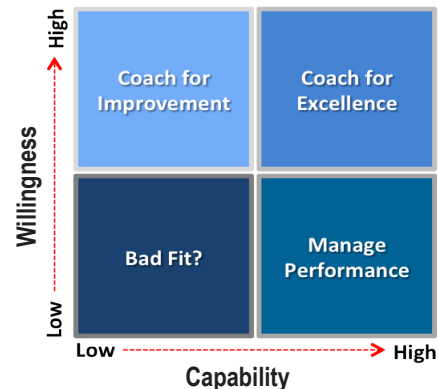 High
Willingness
Low
Coach for
Improvement
Coach for
Excellence
Bad Fit?
Manage
Performance
Low
High
Capability